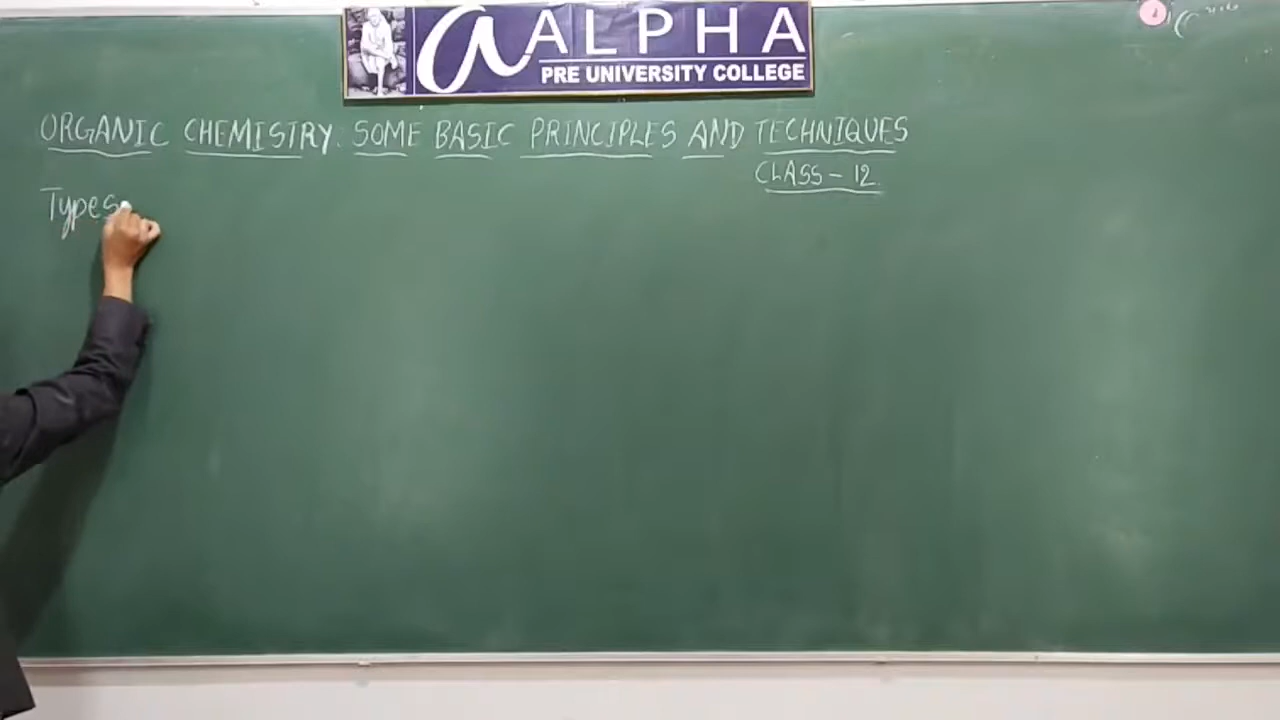 a ALPHA
PRE UNIVERSITY COLLEGE
ORGANIC CHEMISTRY. SOME BASIC PRINCIPLES AND TECHNIQUES
CLASS - 12
Types